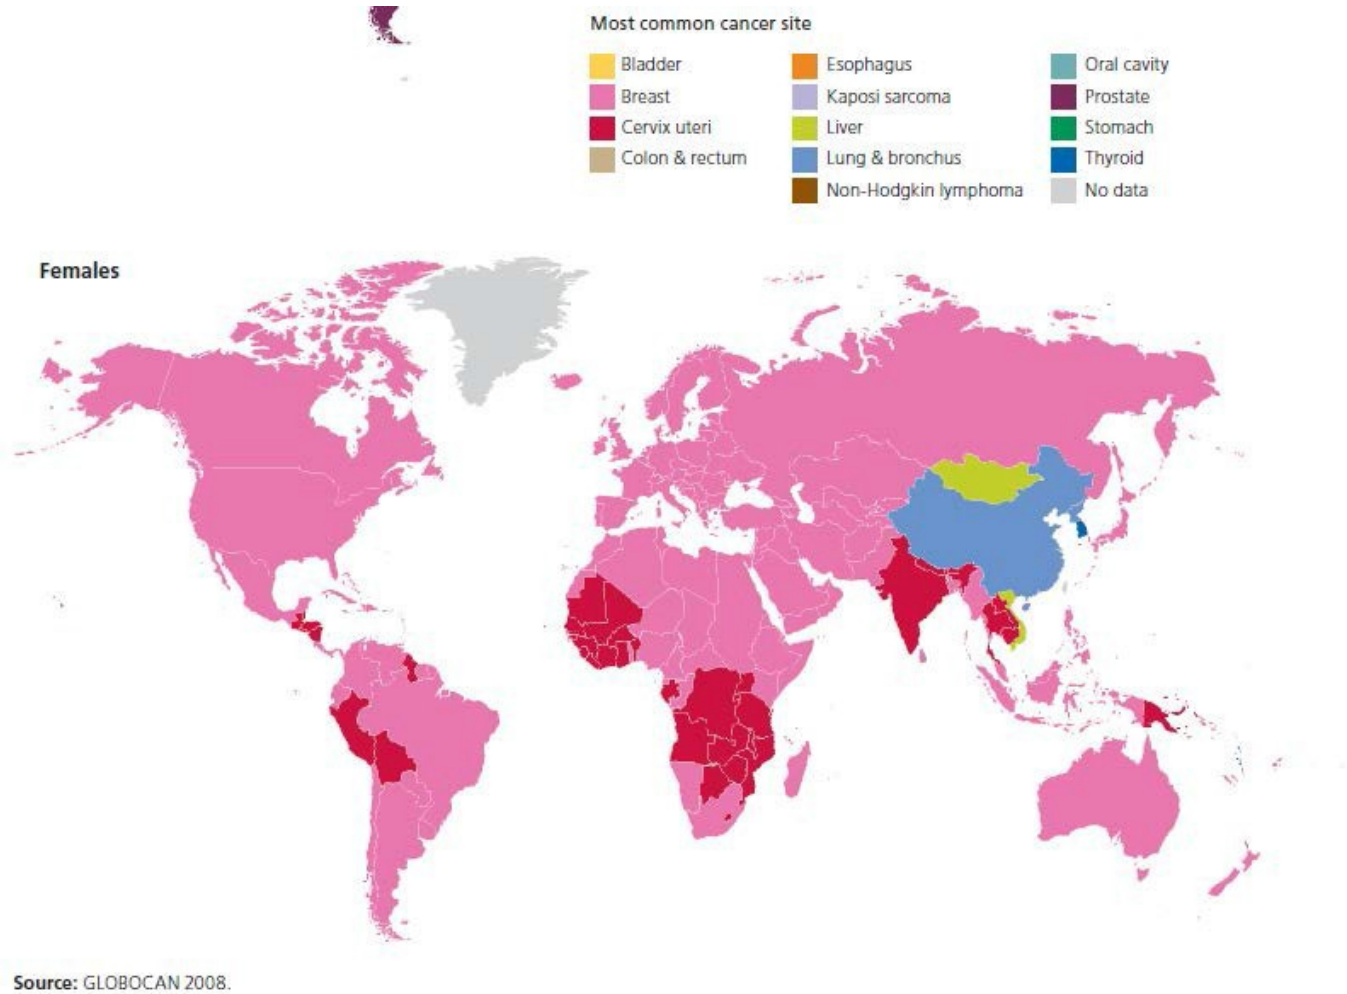 Most common cancer site
Bladder
Breast
Cervix uteri
Colon & rectum
Esophagus
Kaposi sarcoma
Liver
Lung & bronchus
Non-Hodgkin lymphoma
Oral cavity
Prostate
Stomach
Thyroid
No data
Females
Source: GLOBOCAN 2008.